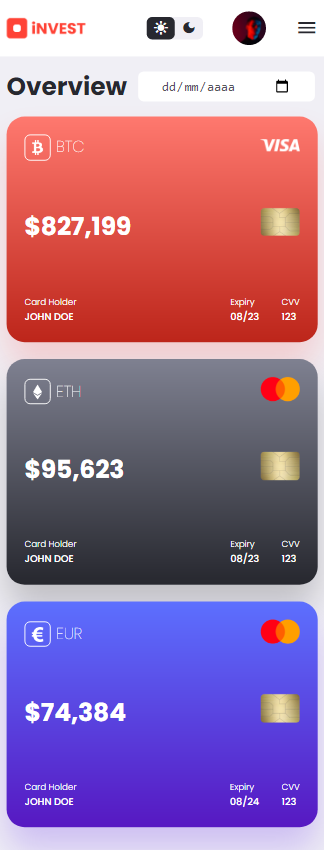 iNVEST
Overview
dd/mm/aaaa
BTC
VISA
$827,199
Card Holder
Expiry
CVV
JOHN DOE
08/23
123
ETH
$95,623
Card Holder
Expiry
CVV
JOHN DOE
08/23
123
€ EUR
$74,384
Card Holder
Expiry
CVV
JOHN DOE
08/24
123